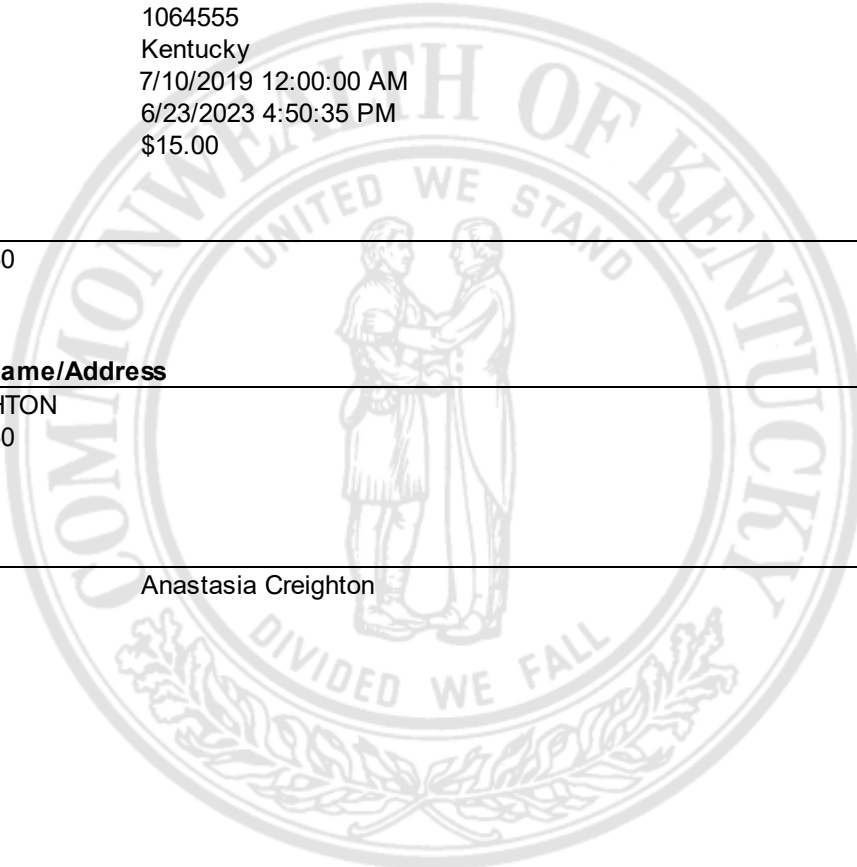 1064555
Kentucky
7/10/2019 12:00:00 AM
6/23/2023 4:50:35 PM
$15.00
COMMONWEALTH OF KENTUCKY
UNITED WE STAND
0
ame/Address
HTON
0
Anastasia Creighton
DIVIDED WE FALL